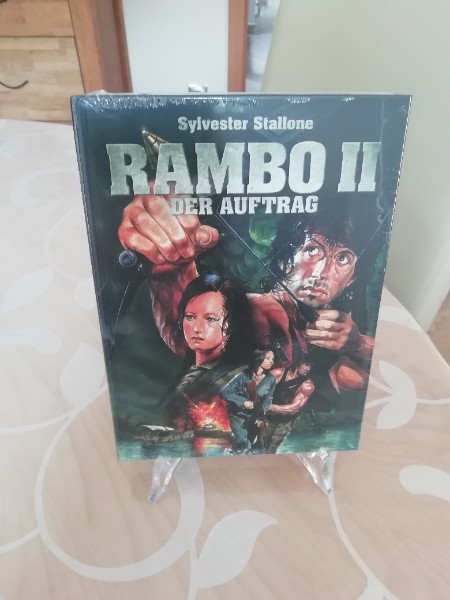 Sylvester Stallone
RAMBO II
DER AUFTRAG